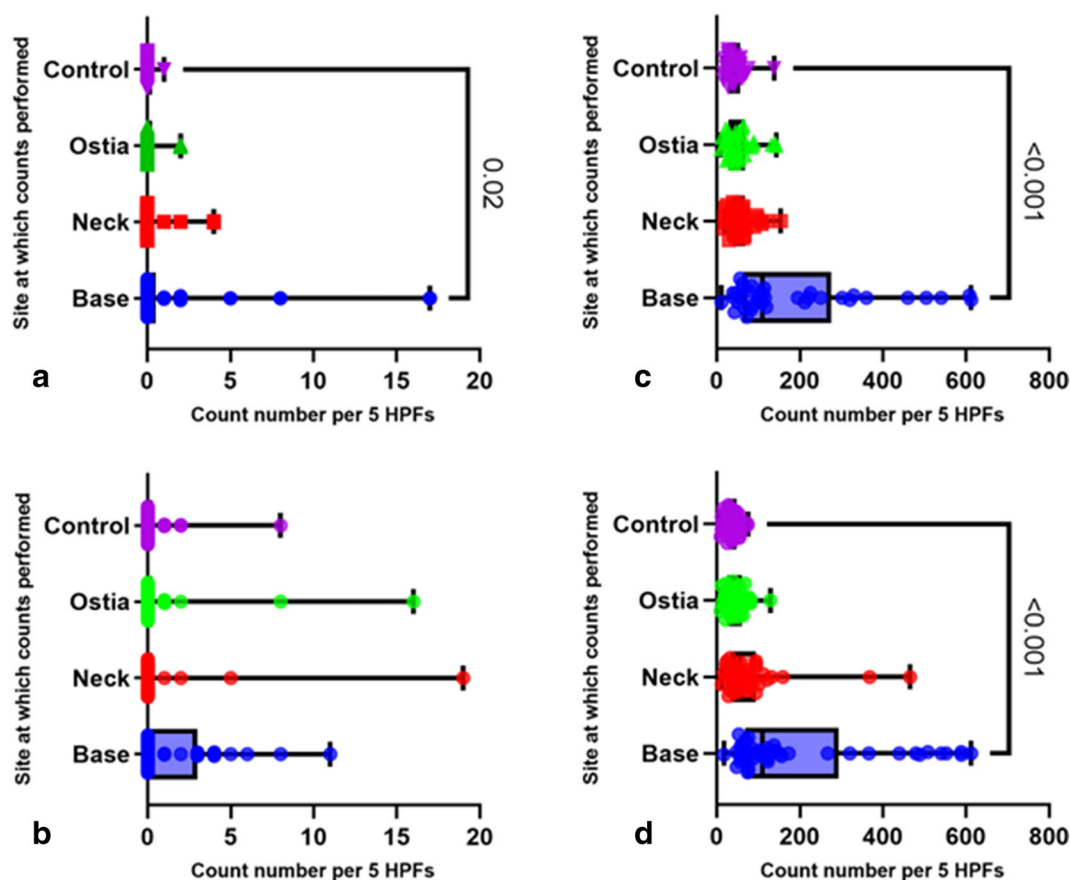 Site at which counts performed
Control
Ostia
Neck
Base
0.02
0 5 10 15 20
Count number per 5 HPFs
a
Site at which counts performed
Control
Ostia
Neck
Base
<0.001
0 200 400 600 800
Count number per 5 HPFs
c
Site at which counts performed
Control
Ostia
Neck
Base
0 5 10 15 20
Count number per 5 HPFs
b
Site at which counts performed
Control
Ostia
Neck
Base
<0.001
0 200 400 600 800
Count number per 5 HPFs
d